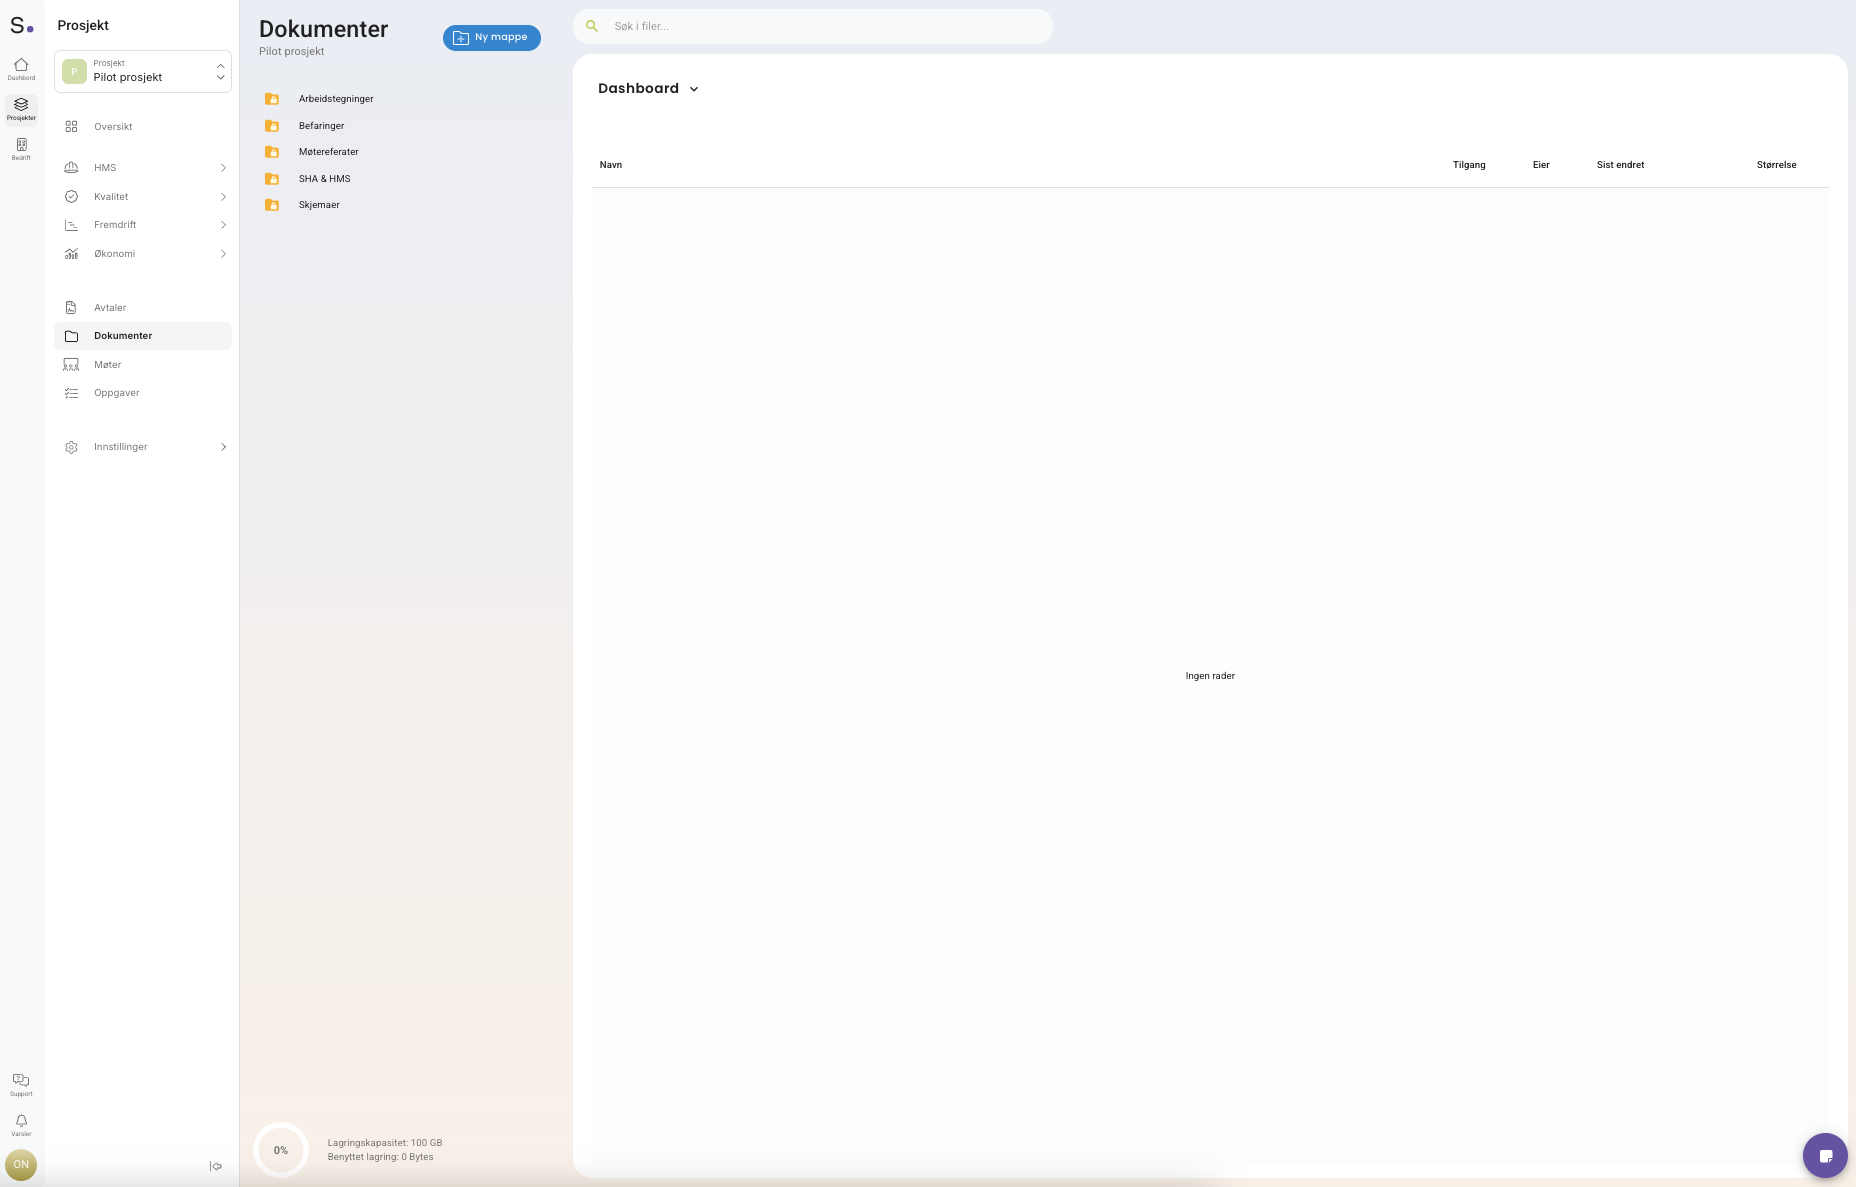 S.
Dashbord
Prosjekter
Bedrift
Support
Varsler
ON
Prosjekt
P
Prosjekt
Pilot prosjekt
Oversikt
HMS
Kvalitet
Fremdrift
Økonomi
Avtaler
Dokumenter
Møter
Oppgaver
Innstillinger
Dokumenter
Pilot prosjekt
Ny mappe
Arbeidstegninger
Befaringer
Møtereferater
SHA & HMS
Skjemaer
0%
Lagringskapasitet: 100 GB
Benyttet lagring: 0 Bytes
Søk i filer...
Dashboard
Navn Tilgang Eier Sist endret Størrelse
Ingen rader